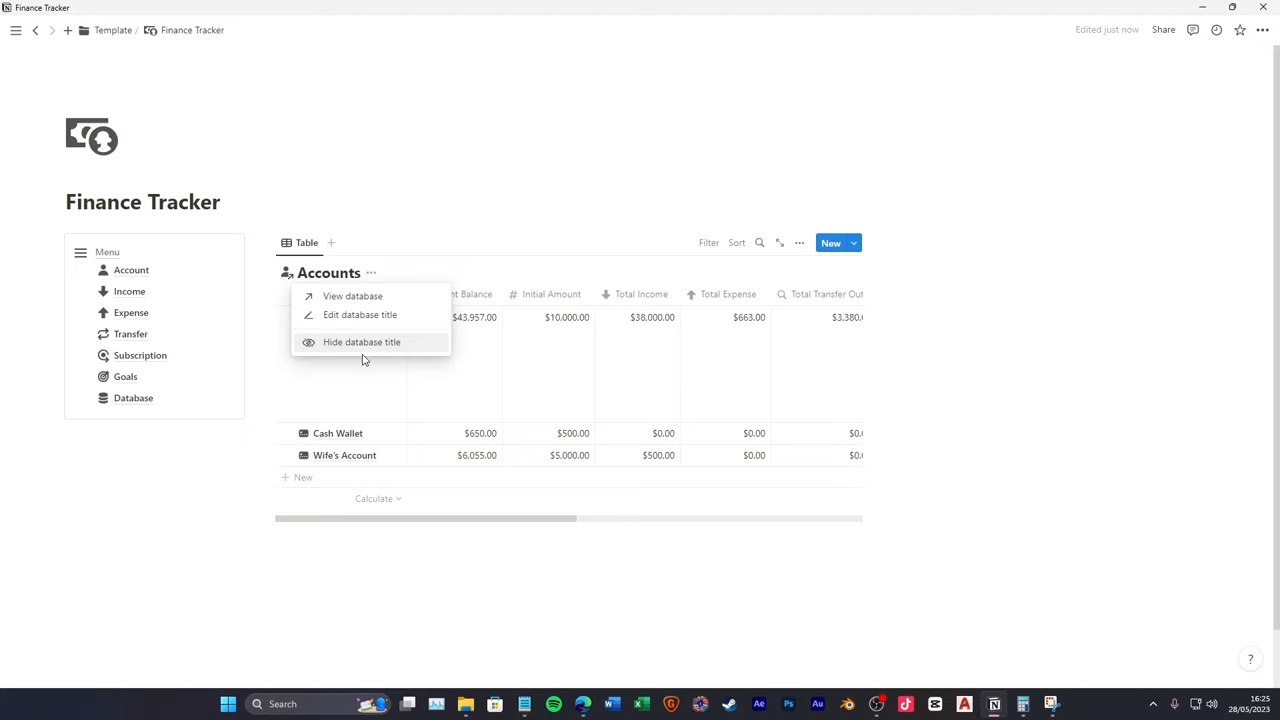 Finance Tracker
Template / Finance Tracker
Edited just now Share
Finance Tracker
Menu
Account
Income
Expense
Transfer
Subscription
Goals
Database
Table
Filter Sort New
Accounts
View database
Edit database title
Hide database title
nt Balance Initial Amount Total Income Total Expense Total Transfer Out
$43,957.00 $10,000.00 $38,000.00 $663.00 $3,380.
Cash Wallet $650.00 $500.00 $0.00 $0.00 $0.
Wife's Account $6,055.00 $5,000.00 $500.00 $0.00 $0.
New
Calculate
?
Search
16:25
28/05/2023